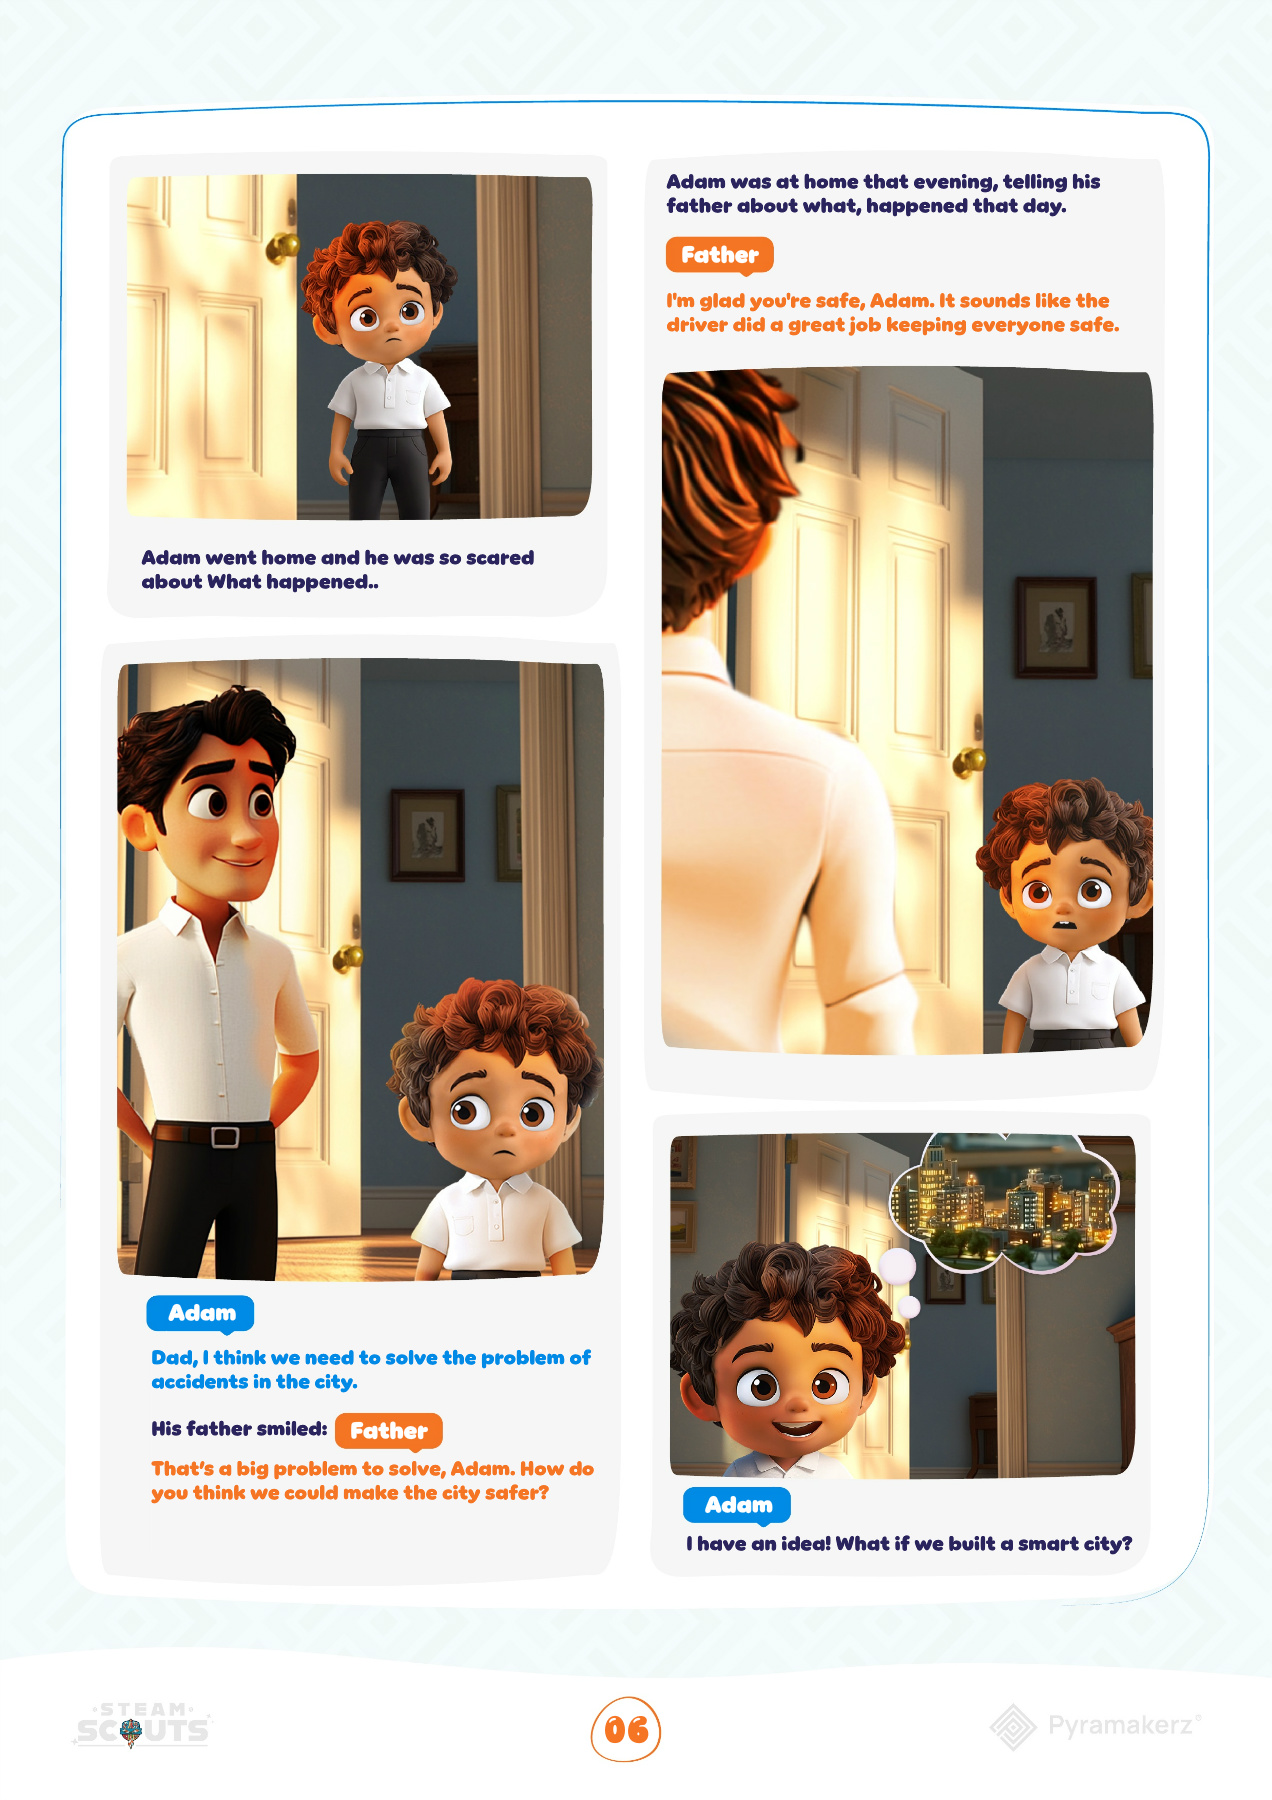 Adam went home and he was so scared
about What happened..
Adam was at home that evening, telling his
father about what, happened that day.
Father
I'm glad you're safe, Adam. It sounds like the
driver did a great job keeping everyone safe.
Adam
Dad, I think we need to solve the problem of
accidents in the city.
His father smiled: Father
That's a big problem to solve, Adam. How do
you think we could make the city safer?
Adam
I have an idea! What if we built a smart city?
STEAM
SCOUTS
06
Pyramakerz